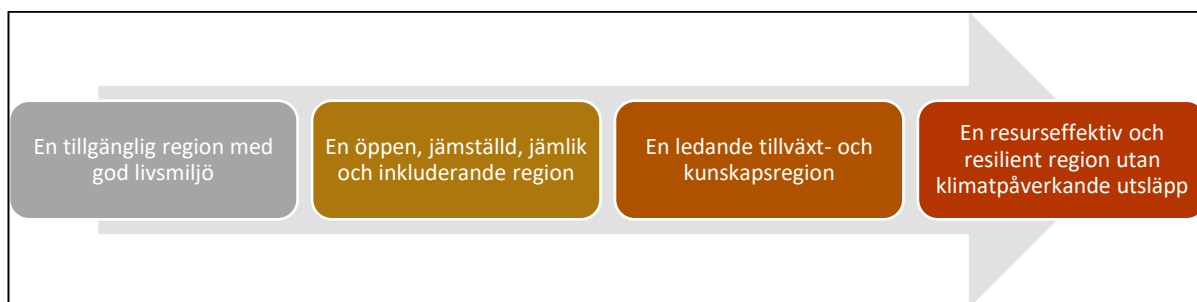 En tillgänglig region med
god livsmiljö
En öppen, jämställd, jämlik
och inkluderande region
En ledande tillväxt- och
kunskapsregion
En resurseffektiv och
resilient region utan
klimatpåverkande utsläpp